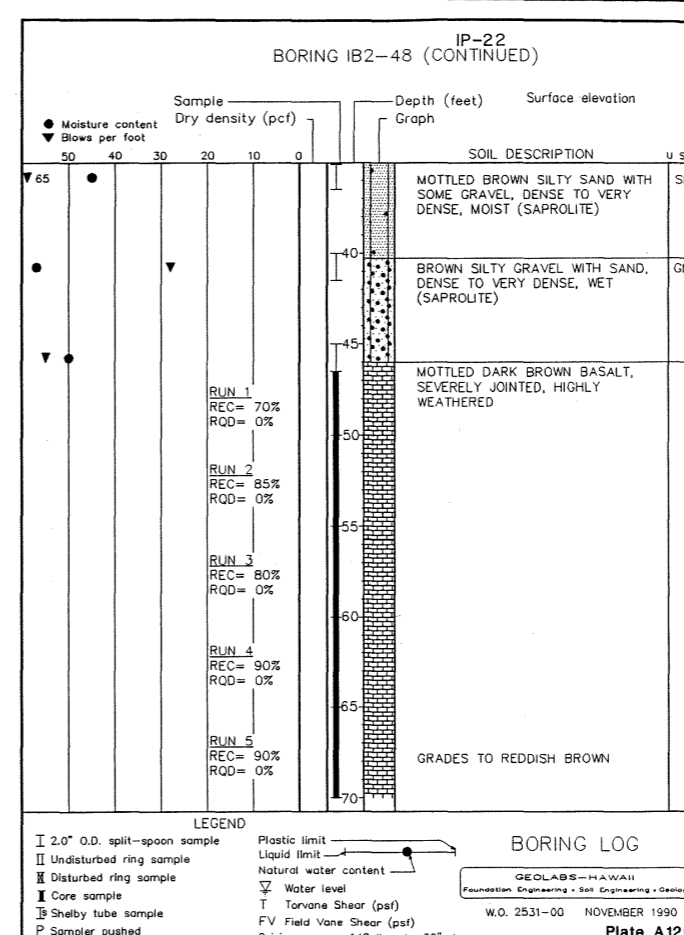 IP-22
BORING IB2-48 (CONTINUED)
Sample
Depth (feet)
Surface elevation
Dry density (pcf)
Graph
● Moisture content
▼ Blows per foot
50 40 30 20 10 0
SOIL DESCRIPTION
U S
▼ 65
MOTTLED BROWN SILTY SAND WITH
SOME GRAVEL, DENSE TO VERY
DENSE, MOIST (SAPROLITE)
40
BROWN SILTY GRAVEL WITH SAND,
DENSE TO VERY DENSE, WET
(SAPROLITE)
45
MOTTLED DARK BROWN BASALT,
SEVERELY JOINTED, HIGHLY
WEATHERED
RUN 1
REC= 70%
RQD= 0%
50
RUN 2
REC= 85%
RQD= 0%
55
RUN 3
REC= 80%
RQD= 0%
60
RUN 4
REC= 90%
RQD= 0%
65
RUN 5
REC= 90%
RQD= 0%
GRADES TO REDDISH BROWN
70
LEGEND
2.0" O.D. split-spoon sample
Undisturbed ring sample
Disturbed ring sample
Core sample
Shelby tube sample
P Sampler pushed
Plastic limit
Liquid limit
Natural water content
Water level
T Torvane Shear (psf)
FV Field Vane Shear (psf)
BORING LOG
GEOLABS-HAWAII
Foundation Engineering • Soil Engineering • Geolo
W.O. 2531-00 NOVEMBER 1990
Plate A12